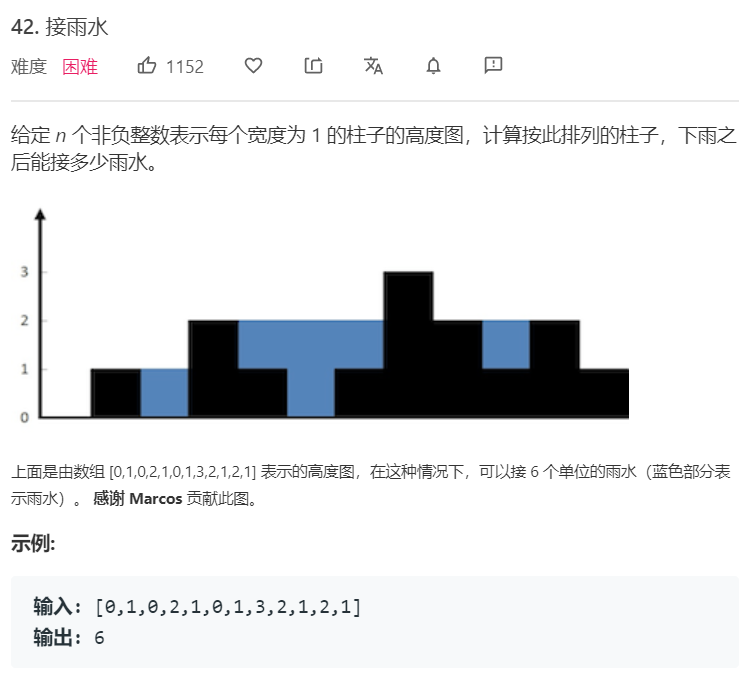 42. 接雨水
难度 困难 1152
给定 n 个非负整数表示每个宽度为 1 的柱子的高度图，计算按此排列的柱子，下雨之
后能接多少雨水。
3
2
1
0
上面是由数组 [0,1,0,2,1,0,1,3,2,1,2,1] 表示的高度图，在这种情况下，可以接 6 个单位的雨水（蓝色部分表
示雨水）。 感谢 Marcos 贡献此图。
示例:
输入: [0,1,0,2,1,0,1,3,2,1,2,1]
输出: 6